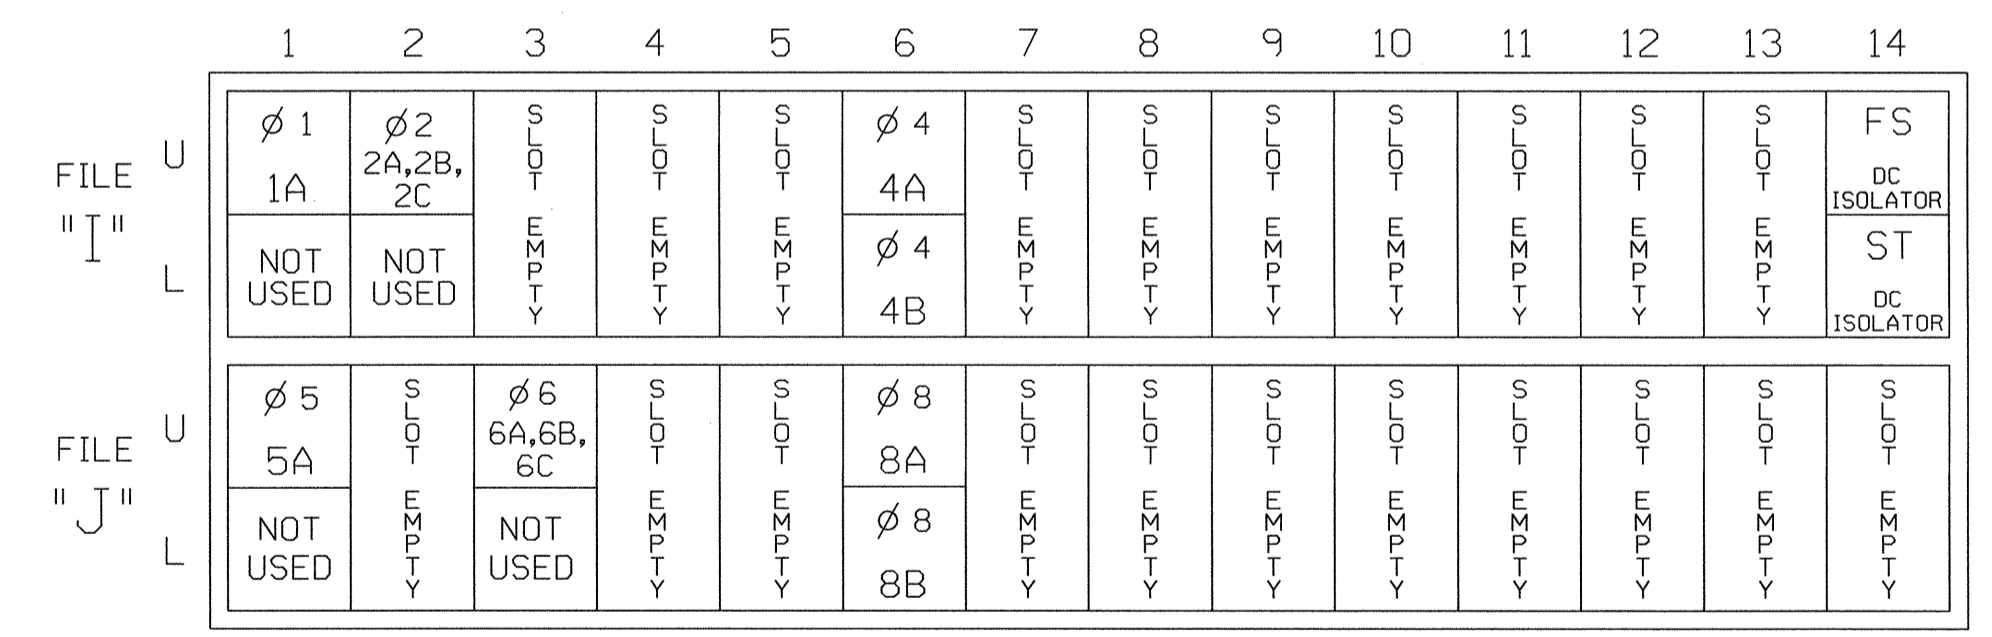 1 2 3 4 5 6 7 8 9 10 11 12 13 14
FILE "I"
U
L
Ø 1
1A
NOT
USED
Ø2
2A,2B,
2C
NOT
USED
SLOT EMPTY
SLOT EMPTY
SLOT EMPTY
Ø 4
4A
Ø 4
4B
SLOT EMPTY
SLOT EMPTY
SLOT EMPTY
SLOT EMPTY
SLOT EMPTY
SLOT EMPTY
SLOT EMPTY
FS
DC
ISOLATOR
ST
DC
ISOLATOR
FILE "J"
U
L
Ø 5
5A
NOT
USED
SLOT EMPTY
Ø 6
6A,6B,
6C
NOT
USED
SLOT EMPTY
SLOT EMPTY
Ø 8
8A
Ø 8
8B
SLOT EMPTY
SLOT EMPTY
SLOT EMPTY
SLOT EMPTY
SLOT EMPTY
SLOT EMPTY
SLOT EMPTY
SLOT EMPTY